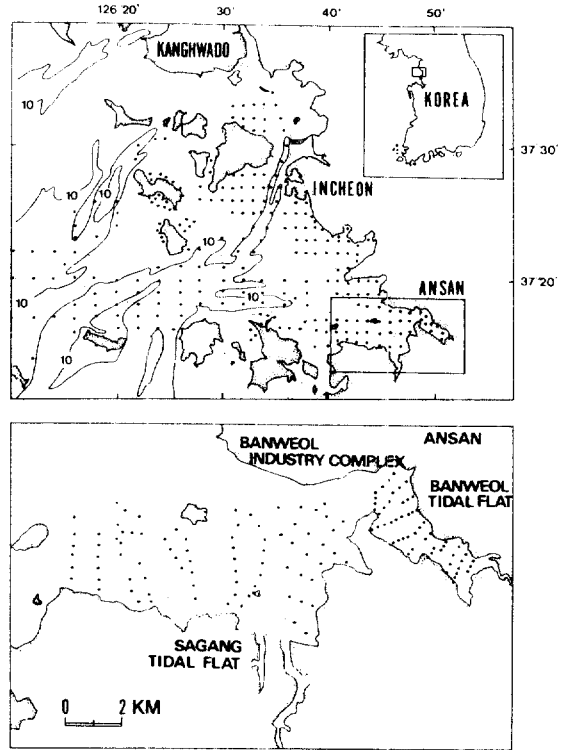 126 20' 30' 40' 50'
KANGHWADO
10
KOREA
37 30'
INCHEON
10
10
10
10
37 20'
ANSAN
10
10
BANWEOL
INDUSTRY COMPLEX
ANSAN
BANWEOL
TIDAL FLAT
SAGANG
TIDAL FLAT
0 2 KM